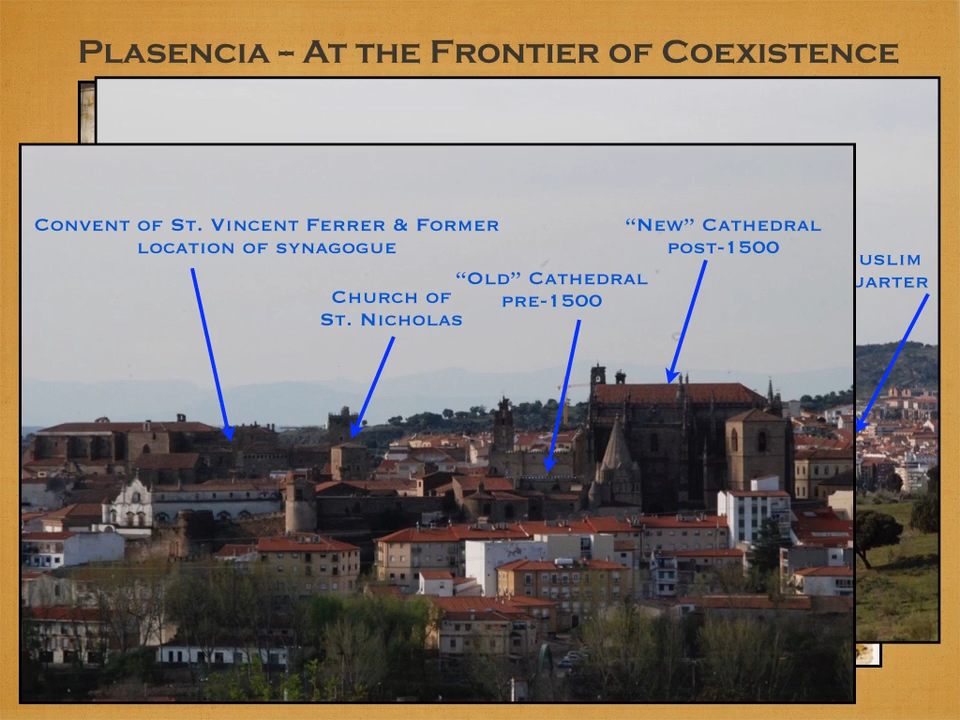 Plasencia – At the Frontier of Coexistence
Convent of St. Vincent Ferrer & Former
location of synagogue
“New” Cathedral
post-1500
“Old” Cathedral
pre-1500
Church of
St. Nicholas
uslim
uarter